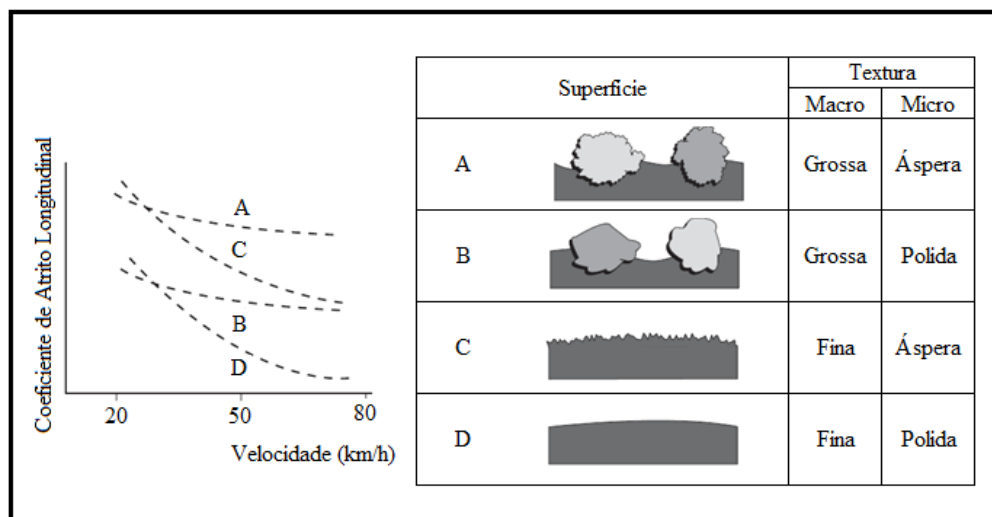 Coeficiente de Atrito Longitudinal
A
C
B
D
20
50
80
Velocidade (km/h)
Superfície
Textura
Macro
Micro
A
Grossa
Áspera
B
Grossa
Polida
C
Fina
Áspera
D
Fina
Polida